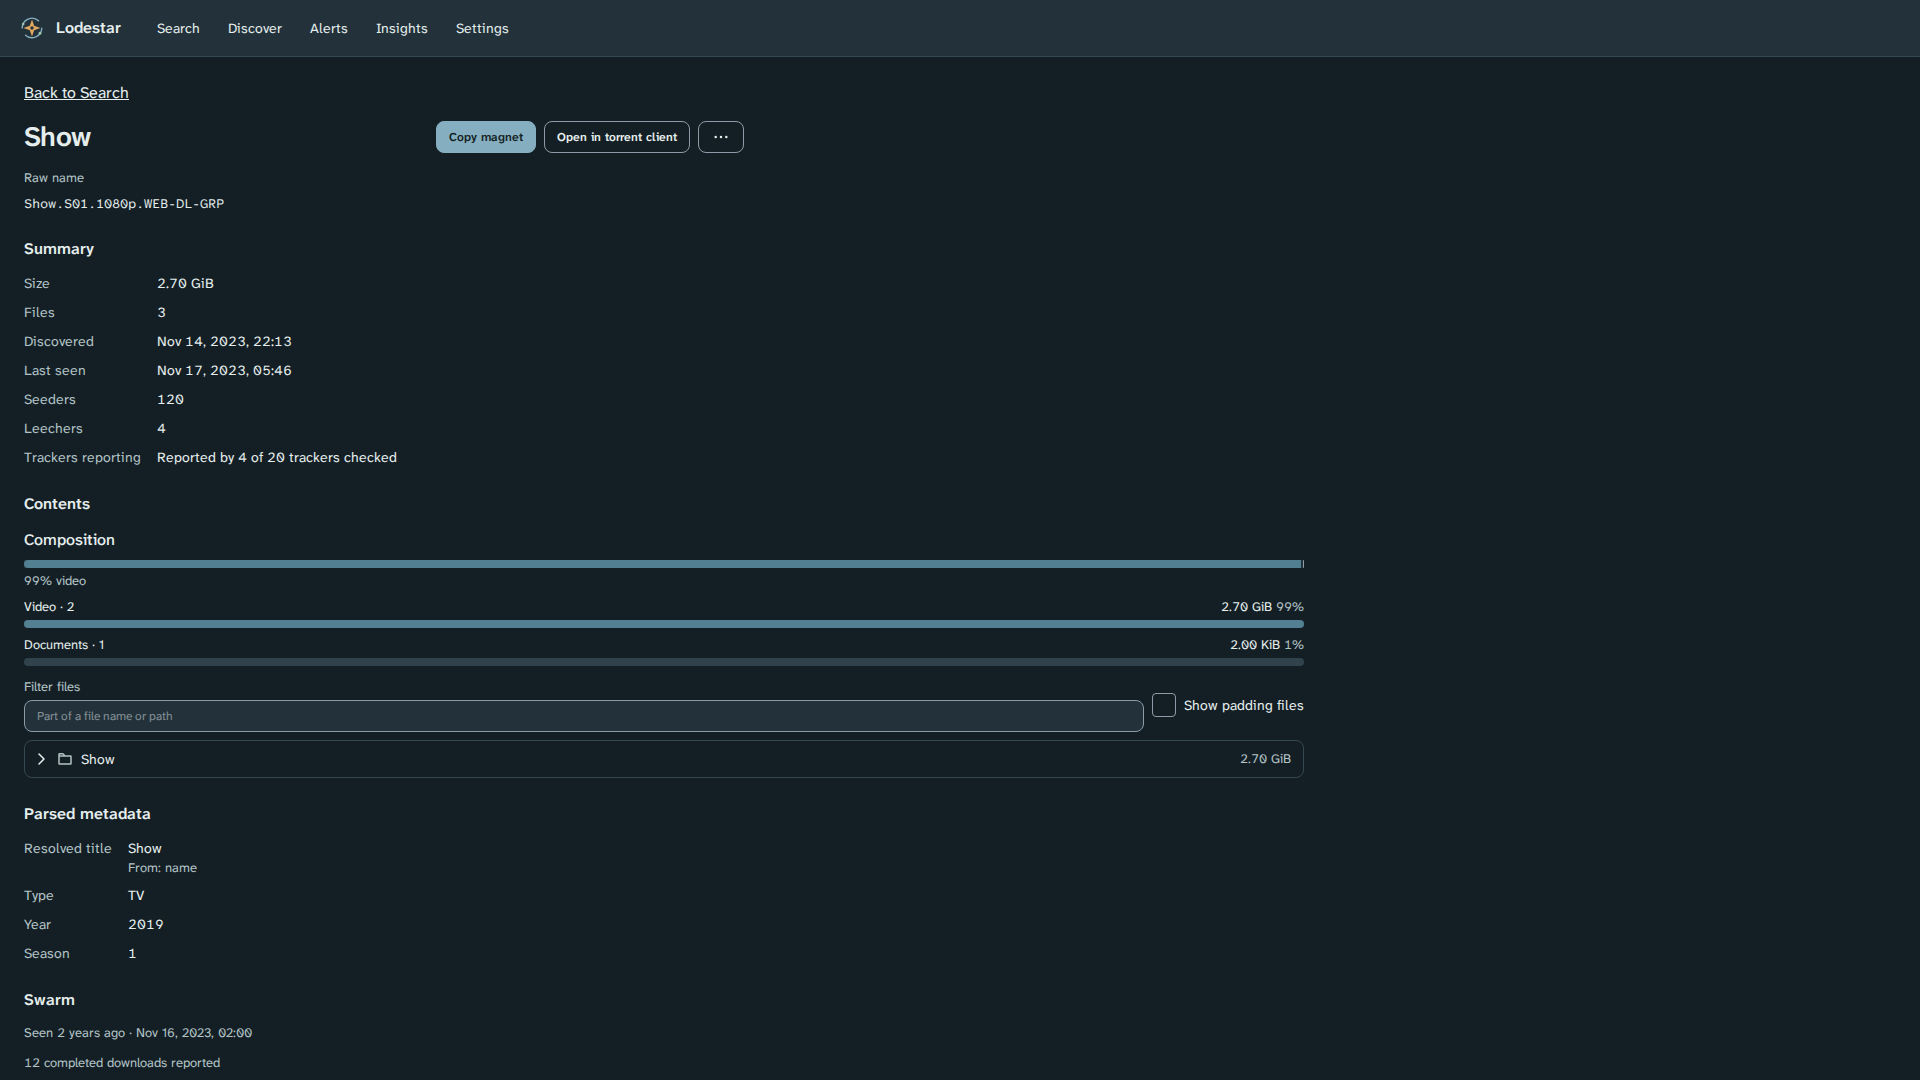 Lodestar Search Discover Alerts Insights Settings
Back to Search
Show
Copy magnet Open in torrent client ···
Raw name
Show.S01.1080p.WEB-DL-GRP
Summary
Size 2.70 GiB
Files 3
Discovered Nov 14, 2023, 22:13
Last seen Nov 17, 2023, 05:46
Seeders 120
Leechers 4
Trackers reporting Reported by 4 of 20 trackers checked
Contents
Composition
99% video
Video · 2 2.70 GiB 99%
Documents · 1 2.00 KiB 1%
Filter files
Part of a file name or path
Show padding files
Show 2.70 GiB
Parsed metadata
Resolved title Show
From: name
Type TV
Year 2019
Season 1
Swarm
Seen 2 years ago · Nov 16, 2023, 02:00
12 completed downloads reported